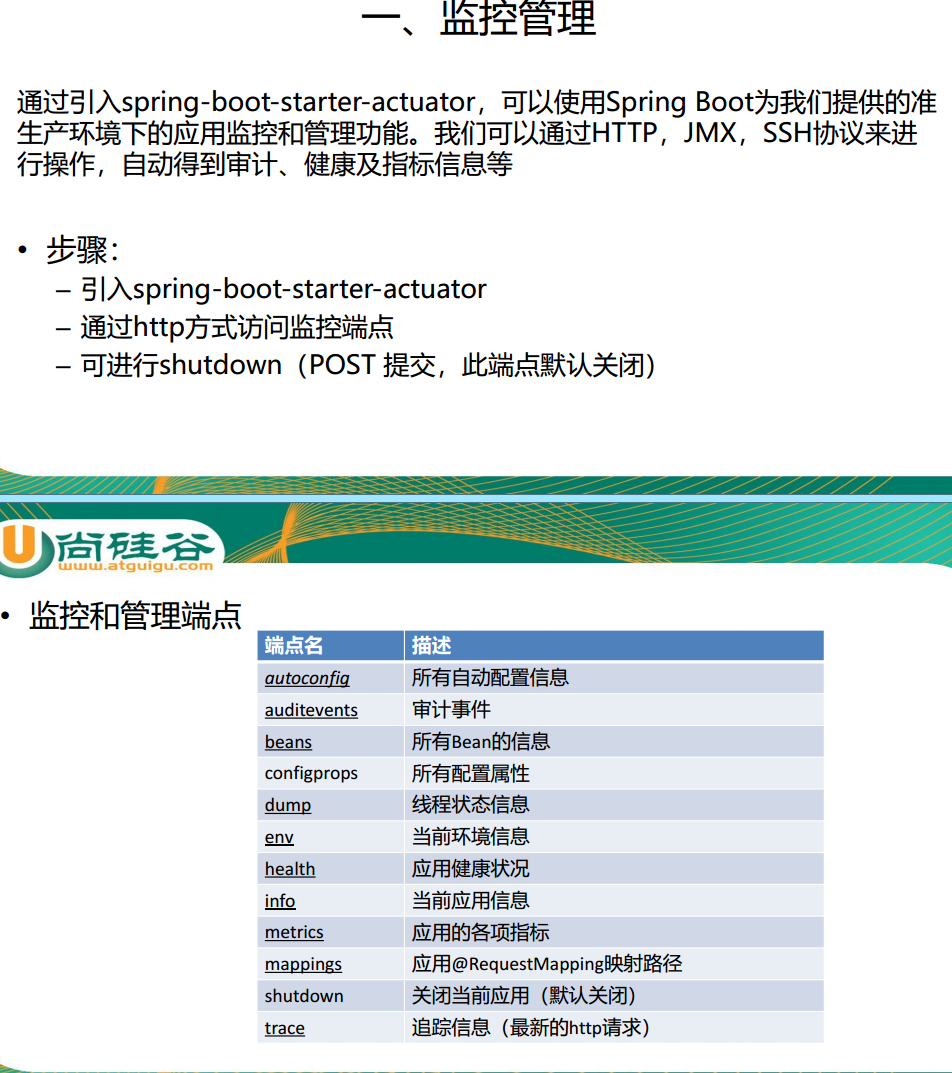 一、监控管理
通过引入spring-boot-starter-actuator，可以使用Spring Boot为我们提供的准
生产环境下的应用监控和管理功能。我们可以通过HTTP，JMX，SSH协议来进
行操作，自动得到审计、健康及指标信息等
• 步骤：
– 引入spring-boot-starter-actuator
– 通过http方式访问监控端点
– 可进行shutdown（POST 提交，此端点默认关闭）
尚硅谷
www.atguigu.com
• 监控和管理端点
端点名 描述
autoconfig 所有自动配置信息
auditevents 审计事件
beans 所有Bean的信息
configprops 所有配置属性
dump 线程状态信息
env 当前环境信息
health 应用健康状况
info 当前应用信息
metrics 应用的各项指标
mappings 应用@RequestMapping映射路径
shutdown 关闭当前应用（默认关闭）
trace 追踪信息（最新的http请求）